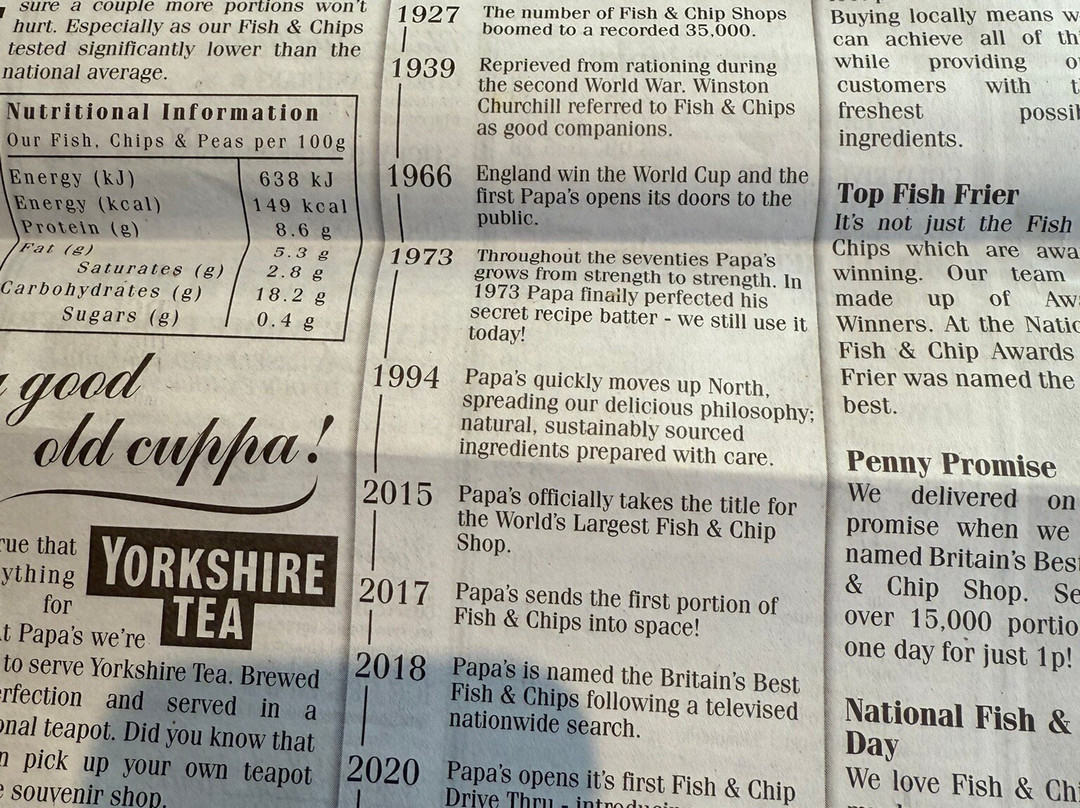 sure a couple more portions won't
hurt. Especially as our Fish & Chips
tested significantly lower than the
national average.
Nutritional Information
Our Fish, Chips & Peas per 100g
Energy (kJ) 638 kJ
Energy (kcal) 149 kcal
Protein (g) 8.6 g
Fat (g) 5.3 g
Saturates (g) 2.8 g
Carbohydrates (g) 18.2 g
Sugars (g) 0.4 g
good
old cuppa!
that
for
YORKSHIRE
TEA
At Papa's we're
to serve Yorkshire Tea. Brewed
and served in a
teapot. Did you know that
pick up your own teapot
souvenir shop.
1927 The number of Fish & Chip Shops
boomed to a recorded 35,000.
1939 Reprieved from rationing during
the second World War. Winston
Churchill referred to Fish & Chips
as good companions.
1966 England win the World Cup and the
first Papa's opens its doors to the
public.
1973 Throughout the seventies Papa's
grows from strength to strength. In
1973 Papa finally perfected his
secret recipe batter - we still use it
today!
1994 Papa's quickly moves up North,
spreading our delicious philosophy;
natural, sustainably sourced
ingredients prepared with care.
2015 Papa's officially takes the title for
the World's Largest Fish & Chip
Shop.
2017 Papa's sends the first portion of
Fish & Chips into space!
2018 Papa's is named the Britain's Best
Fish & Chips following a televised
nationwide search.
2020 Papa's opens it's first Fish & Chip
Drive Thru -
Buying locally means
can achieve all of
while providing
customers with
freshest
ingredients.
Top Fish Frier
It's not just the Fish
Chips which are
winning. Our team
made up of
Winners. At the
Fish & Chip Awards
Frier was named the
best.
Penny Promise
We delivered on
promise when we
named Britain's
& Chip Shop.
over 15,000
one day for just 1p!
National Fish &
Day
We love Fish &